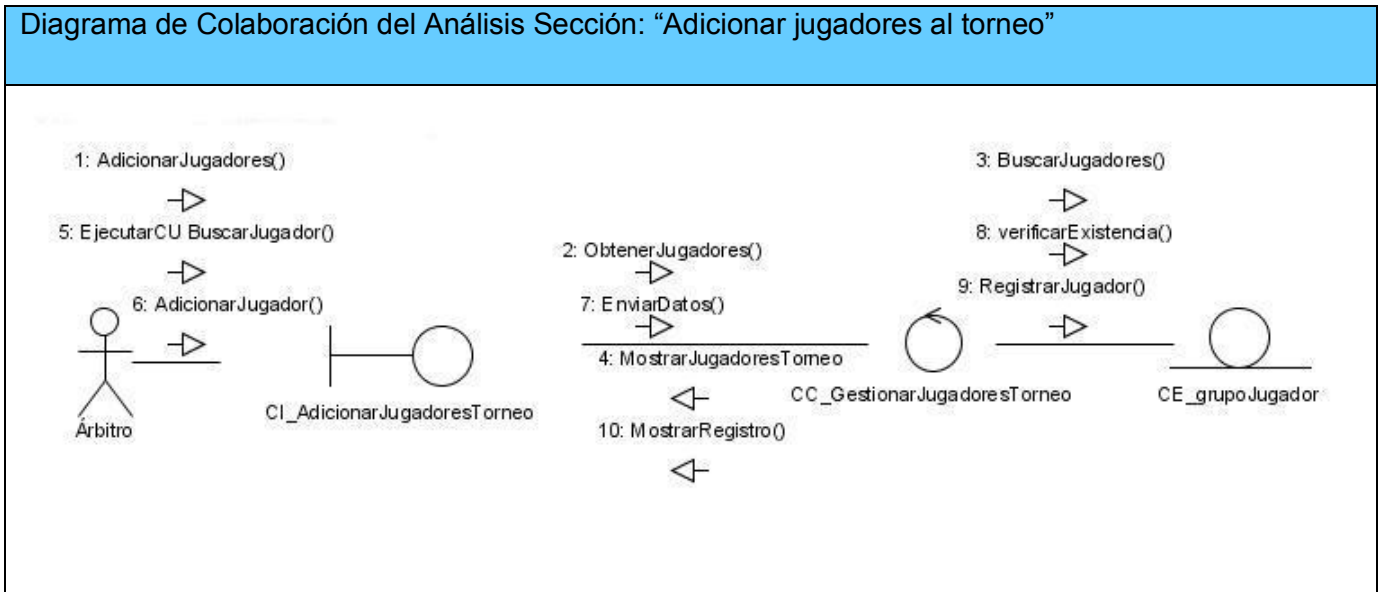 Diagrama de Colaboración del Análisis Sección: “Adicionar jugadores al torneo”
1: AdicionarJugadores()
5: EjecutarCU BuscarJugador()
6: AdicionarJugador()
Árbitro
CI_AdicionarJugadoresTorneo
2: ObtenerJugadores()
7: EnviarDatos()
4: MostrarJugadoresTorneo
10: MostrarRegistro()
CC_GestionarJugadoresTorneo
3: BuscarJugadores()
8: verificarExistencia()
9: RegistrarJugador()
CE_grupoJugador